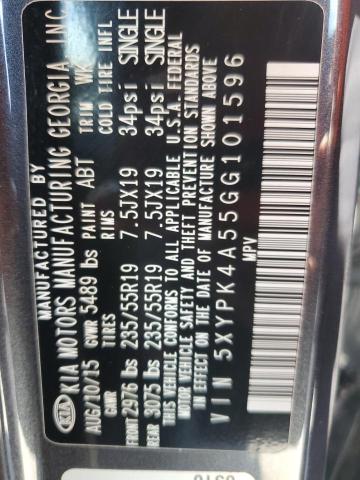 MANUFACTURED BY
KIA KIA MOTORS MANUFACTURING GEORGIA, INC
AUG/10/15 GVWR 5489 lbs PAINT ABT TRIM WK
GAWR TIRES RIMS COLD TIRE INFL
FRONT 2976 lbs 235/55R19 7.5JX19 34psi SINGLE
REAR 3075 lbs 235/55R19 7.5JX19 34psi SINGLE
THIS VEHICLE CONFORMS TO ALL APPLICABLE U.S.A. FEDERAL
MOTOR VEHICLE SAFETY AND THEFT PREVENTION STANDARDS
IN EFFECT ON THE DATE OF MANUFACTURE SHOWN ABOVE
VIN 5XYPK4A55GG101596
MPV